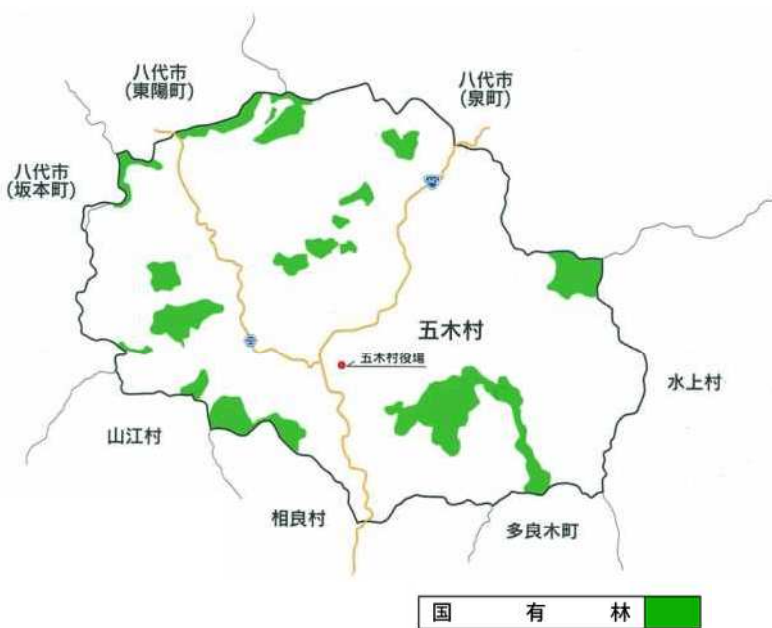 八代市
(東陽町)
八代市
(泉町)
八代市
(坂本町)
五木村
五木村役場
水上村
山江村
相良村
多良木町
国有林